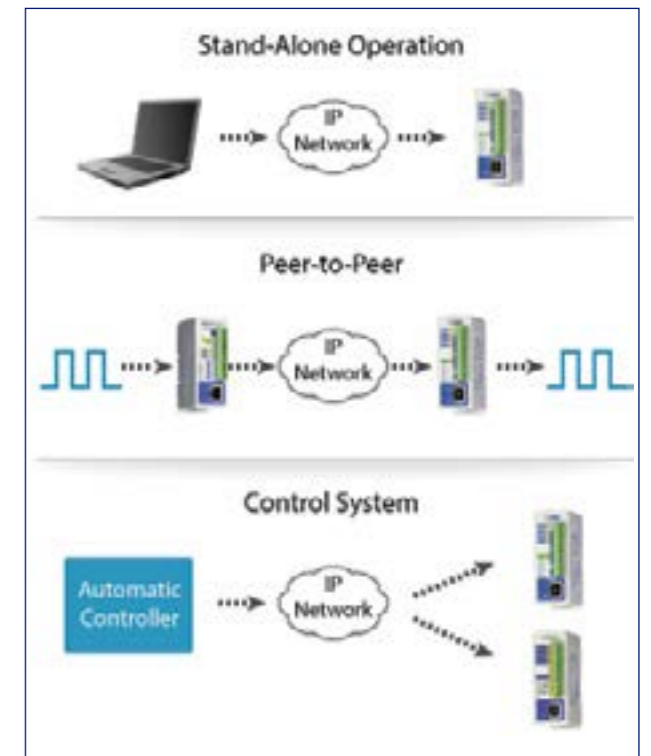 Stand-Alone Operation
IP
Network
Peer-to-Peer
IP
Network
Control System
Automatic
Controller
IP
Network